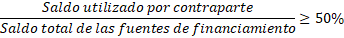 Saldo utilizado por contraparte
Saldo total de las fuentes de financiamiento
≥ 50%